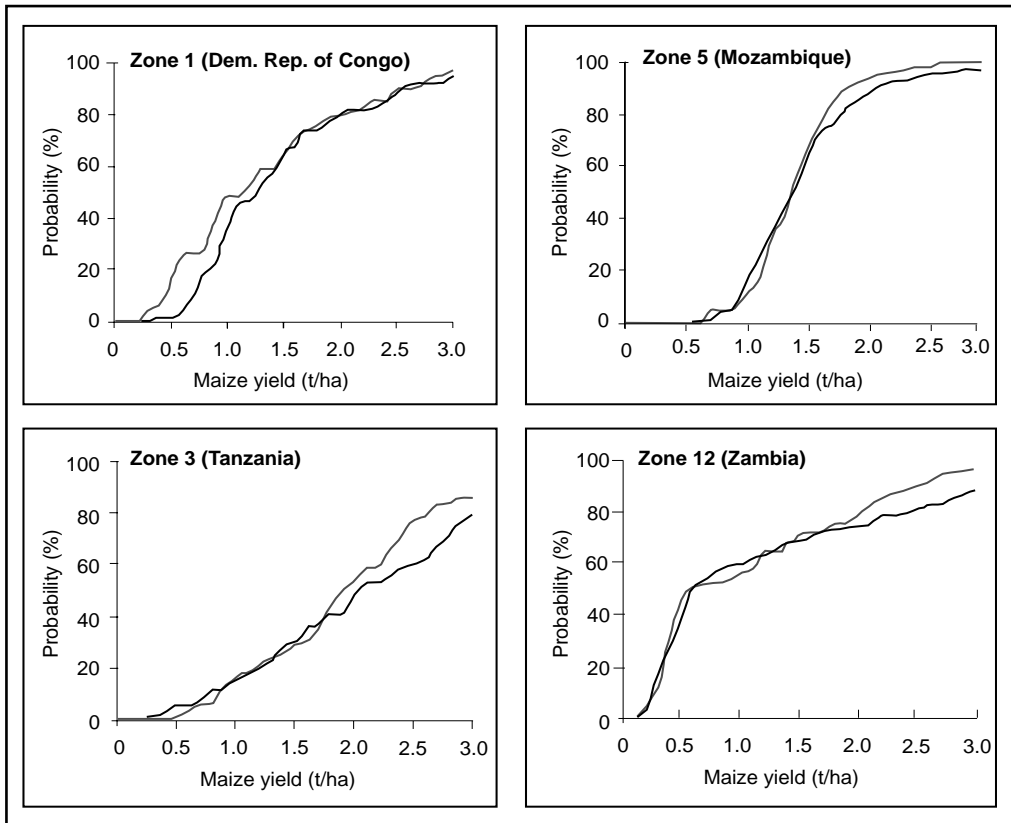 Zone 1 (Dem. Rep. of Congo)
100
80
60
40
20
0
Probability (%)
0 0.5 1.0 1.5 2.0 2.5 3.0
Maize yield (t/ha)
Zone 5 (Mozambique)
100
80
60
40
20
0
Probability (%)
0 0.5 1.0 1.5 2.0 2.5 3.0
Maize yield (t/ha)
Zone 3 (Tanzania)
100
80
60
40
20
0
Probability (%)
0 0.5 1.0 1.5 2.0 2.5 3.0
Maize yield (t/ha)
Zone 12 (Zambia)
100
80
60
40
20
0
Probability (%)
0 0.5 1.0 1.5 2.0 2.5 3.0
Maize yield (t/ha)